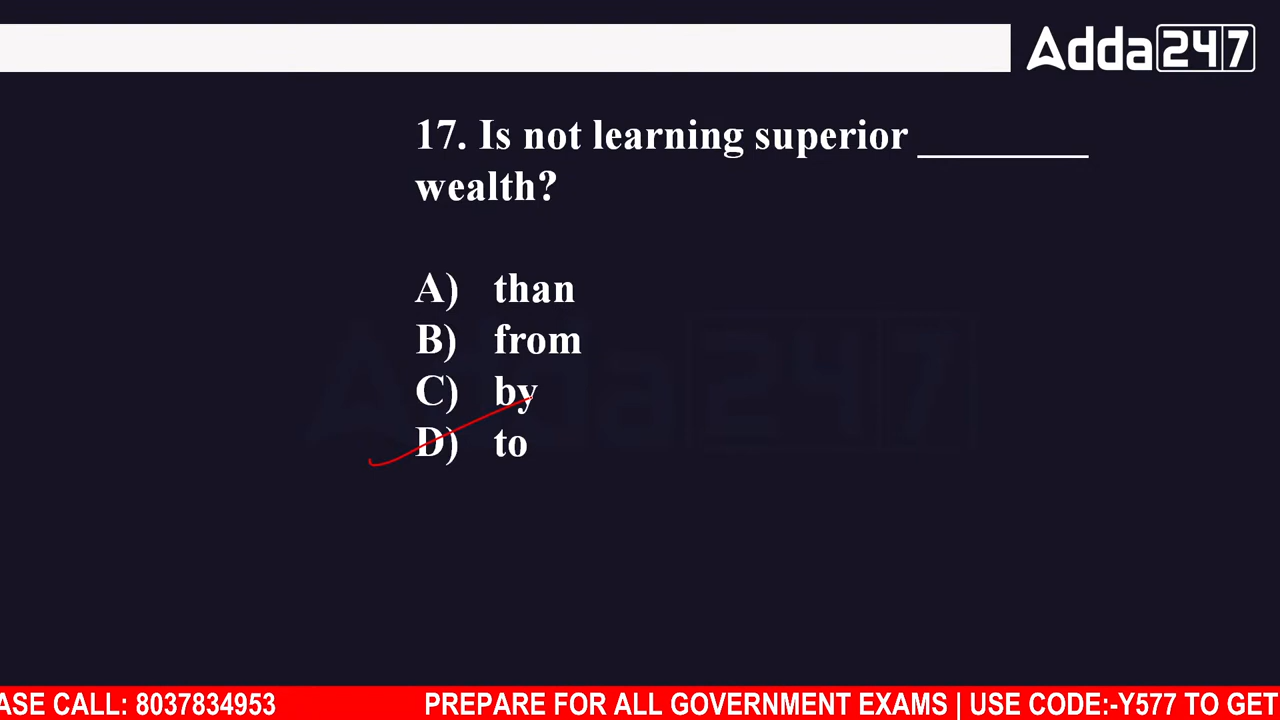 Adda247
17. Is not learning superior ________
wealth?
A) than
B) from
C) by
D) to
Adda247
ASE CALL: 8037834953 PREPARE FOR ALL GOVERNMENT EXAMS | USE CODE:-Y577 TO GET